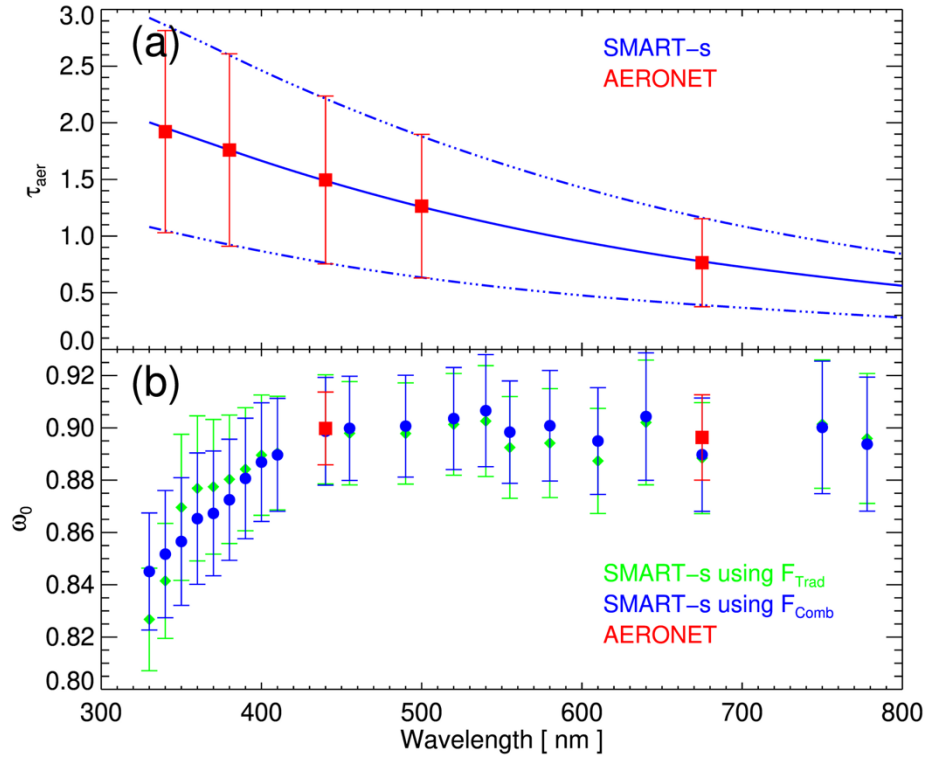 (a)
SMART-s
AERONET
3.0
2.5
2.0
1.5
1.0
0.5
0.0
τaer
(b)
0.92
0.90
0.88
0.86
0.84
0.82
0.80
ω0
SMART-s using FTrad
SMART-s using FComb
AERONET
300 400 500 600 700 800
Wavelength [ nm ]